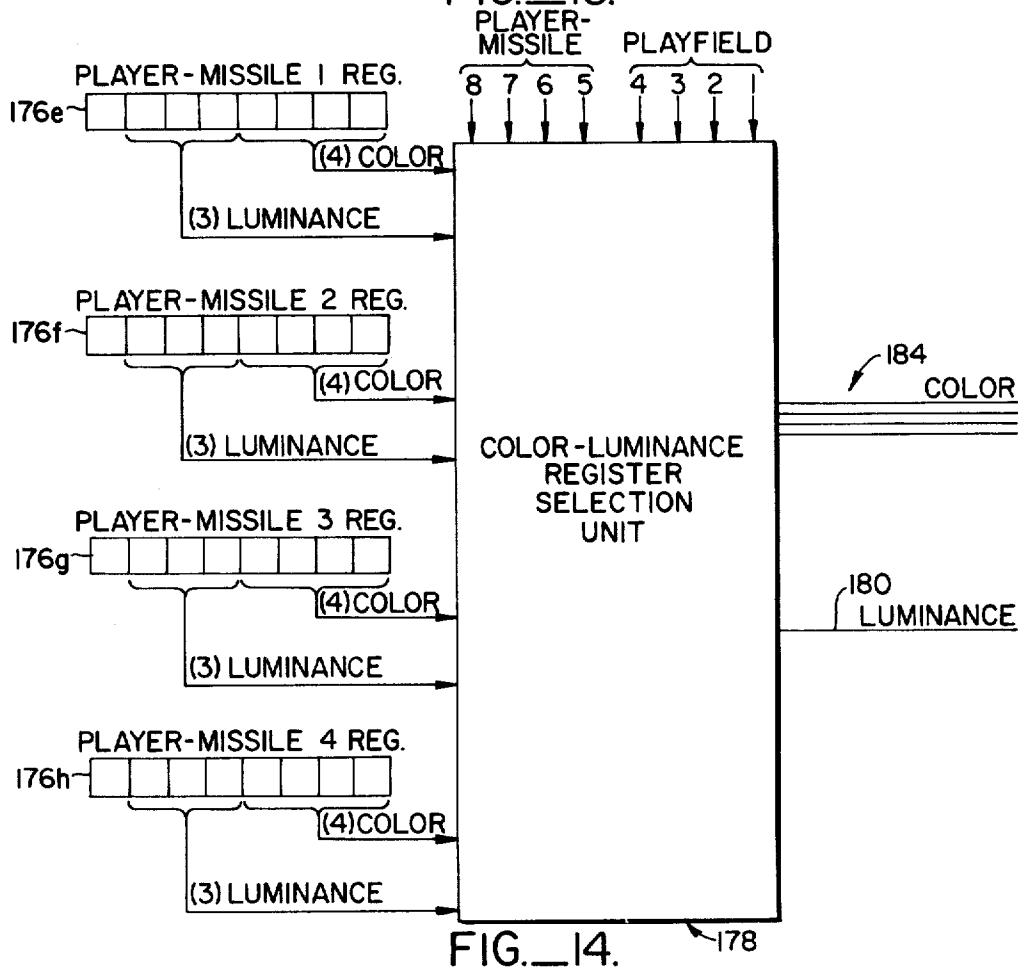 PLAYER-
MISSILE
PLAYFIELD
8 7 6 5 4 3 2 1
PLAYER-MISSILE 1 REG.
176e
(4) COLOR
(3) LUMINANCE
PLAYER-MISSILE 2 REG.
176f
(4) COLOR
(3) LUMINANCE
PLAYER-MISSILE 3 REG.
176g
(4) COLOR
(3) LUMINANCE
PLAYER-MISSILE 4 REG.
176h
(4) COLOR
(3) LUMINANCE
COLOR-LUMINANCE
REGISTER
SELECTION
UNIT
184
COLOR
180
LUMINANCE
178
FIG._14.